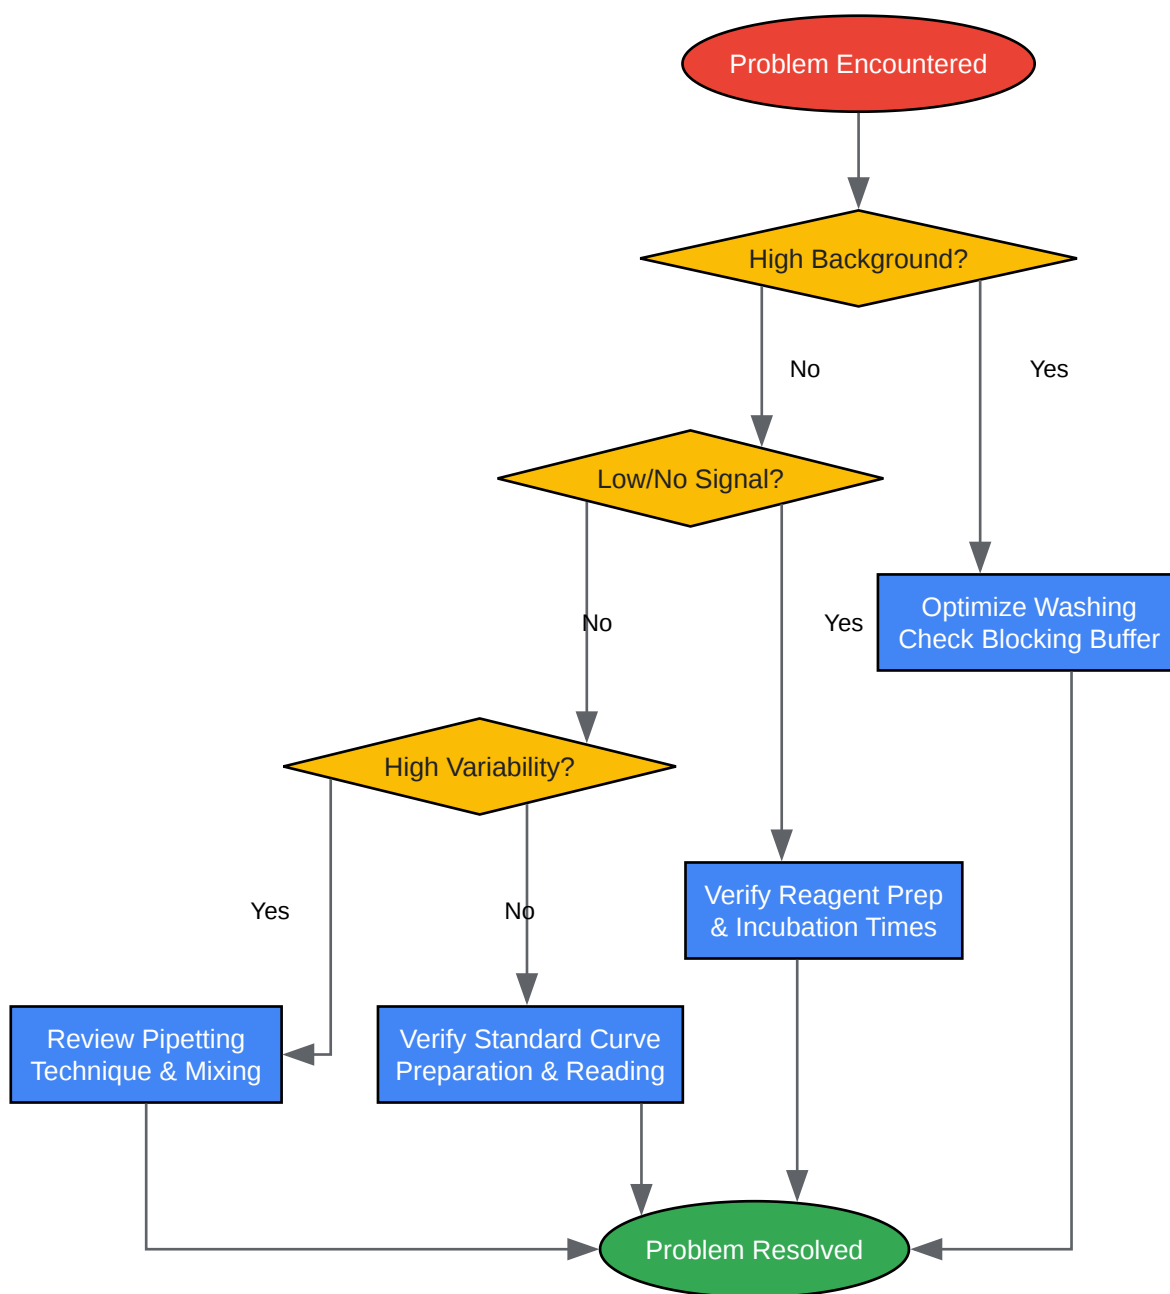 Problem Encountered
High Background?
No
Yes
Low/No Signal?
No
Yes
Optimize Washing
Check Blocking Buffer
High Variability?
Yes
No
Verify Reagent Prep
& Incubation Times
Review Pipetting
Technique & Mixing
Verify Standard Curve
Preparation & Reading
Problem Resolved